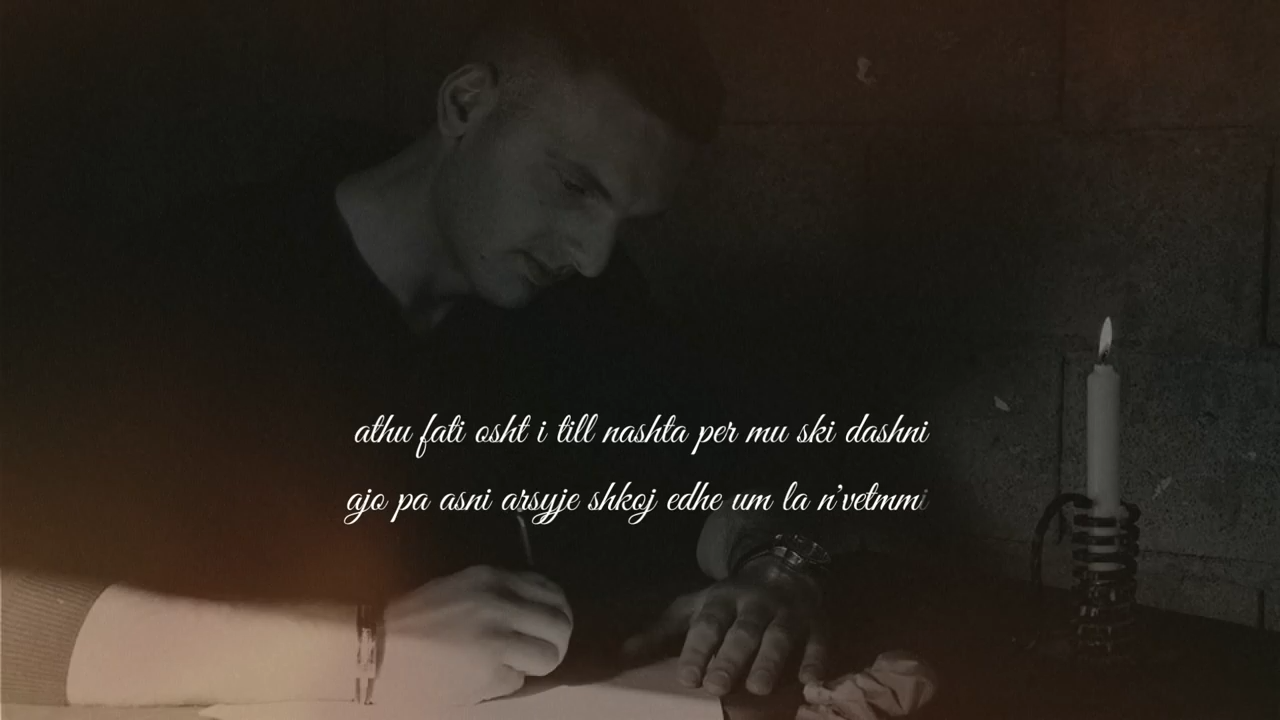 athu fati osht i till nashta per mu ski dashni
ajo pa asni arsyje shkoj edhe um la n'vetmmi